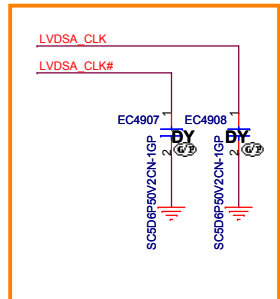 LVDSA_CLK
LVDSA_CLK#
EC4907
EC4908
1
1
DY
DY
G/P
G/P
2
2
SC5D6P50V2CN-1GP
SC5D6P50V2CN-1GP